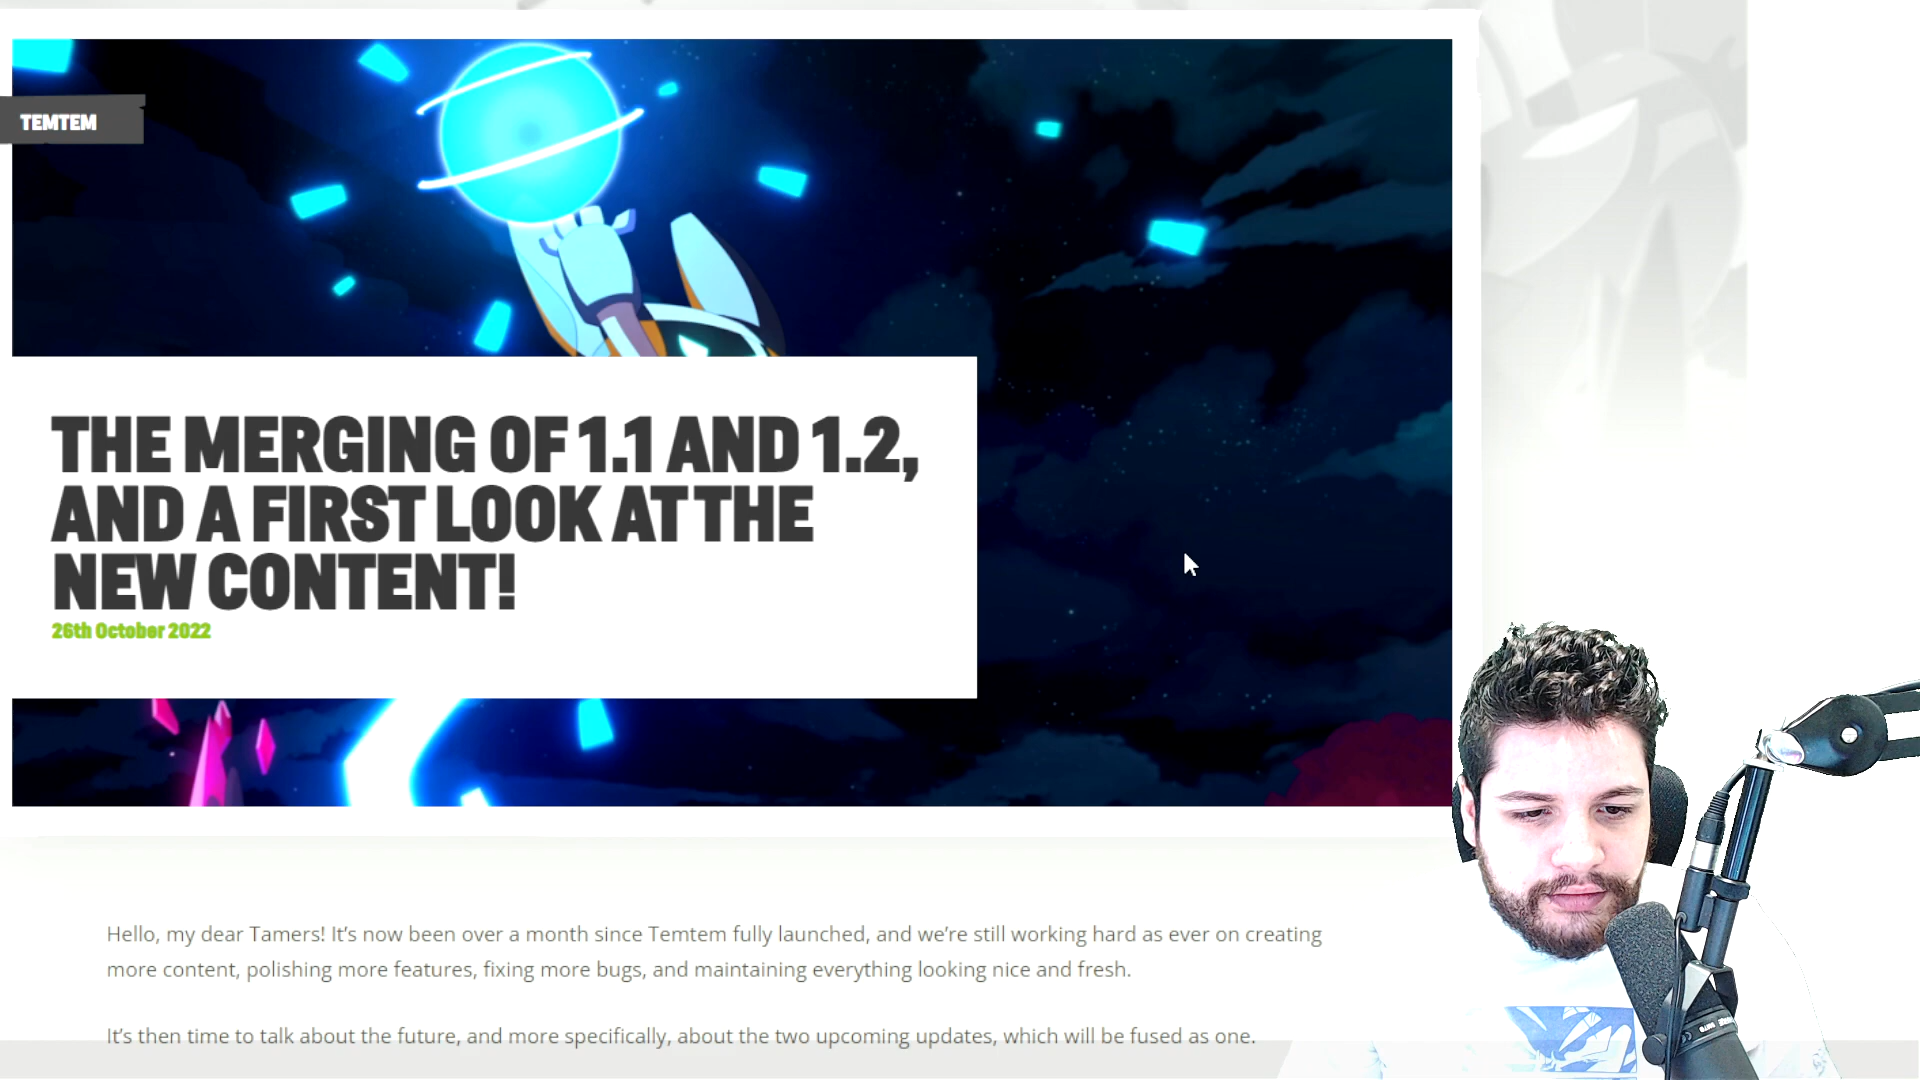 TEMTEM
THE MERGING OF 1.1 AND 1.2,
AND A FIRST LOOK AT THE
NEW CONTENT!
26th October 2022
Hello, my dear Tamers! It's now been over a month since Temtem fully launched, and we're still working hard as ever on creating
more content, polishing more features, fixing more bugs, and maintaining everything looking nice and fresh.
It's then time to talk about the future, and more specifically, about the two upcoming updates, which will be fused as one.